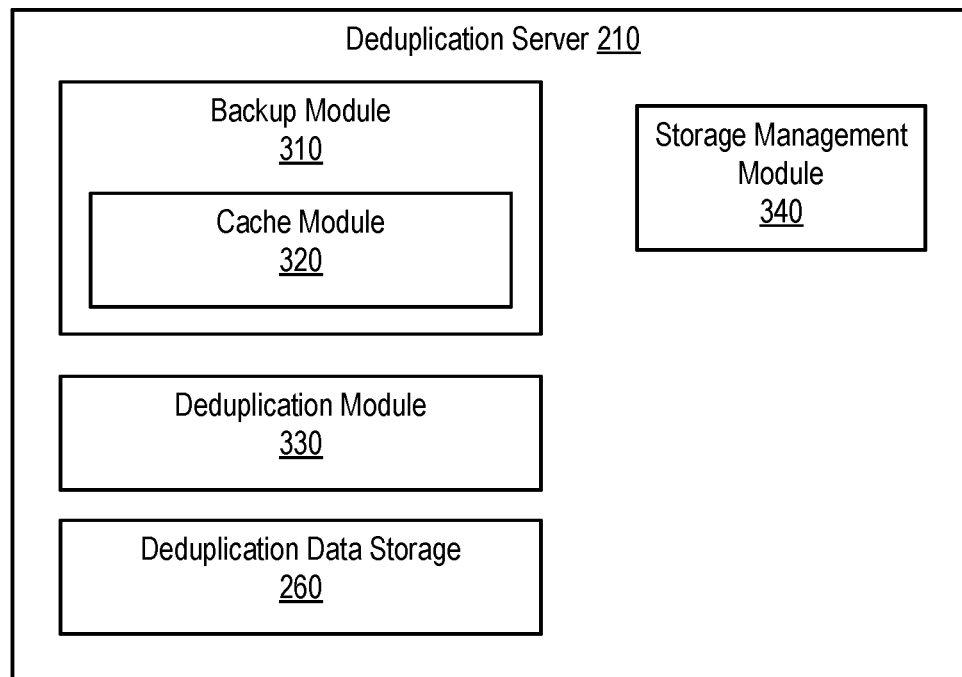 Deduplication Server 210
Backup Module
310
Cache Module
320
Storage Management
Module
340
Deduplication Module
330
Deduplication Data Storage
260